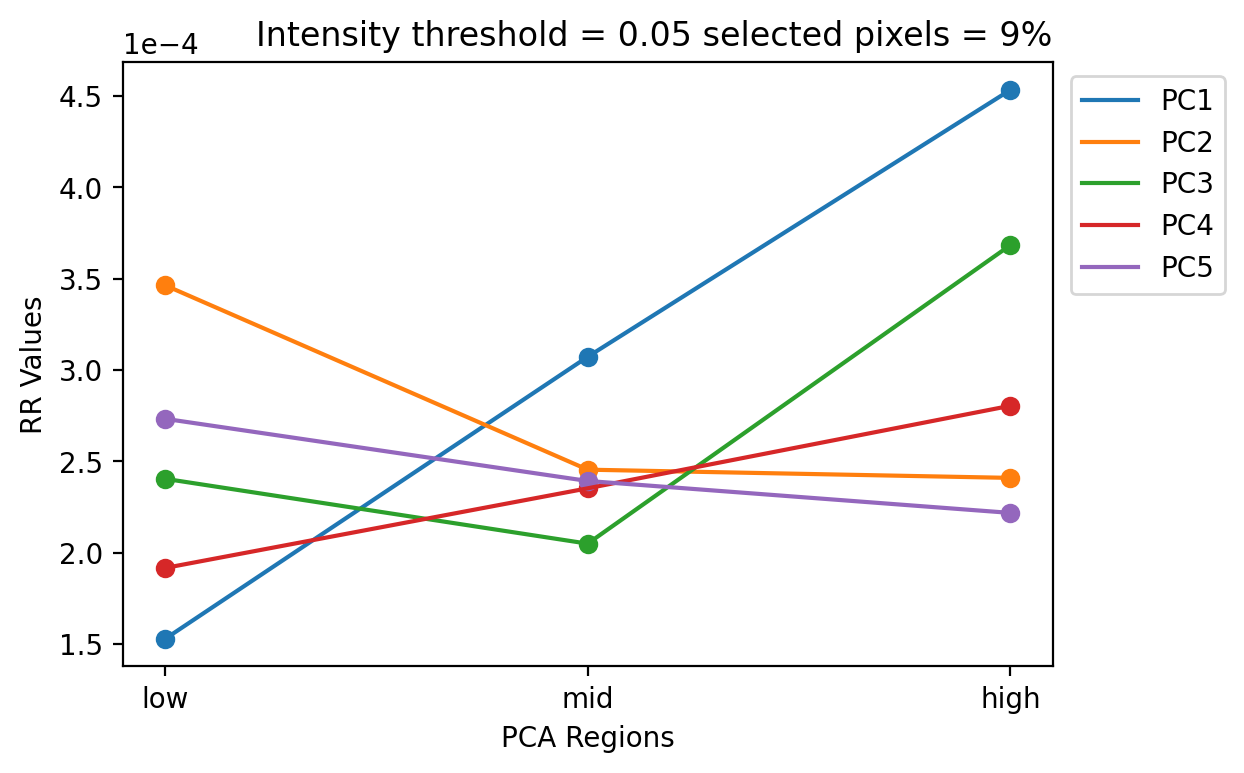 Intensity threshold = 0.05 selected pixels = 9%
1e−4
4.5
4.0
3.5
3.0
2.5
2.0
1.5
RR Values
low
mid
high
PCA Regions
PC1
PC2
PC3
PC4
PC5